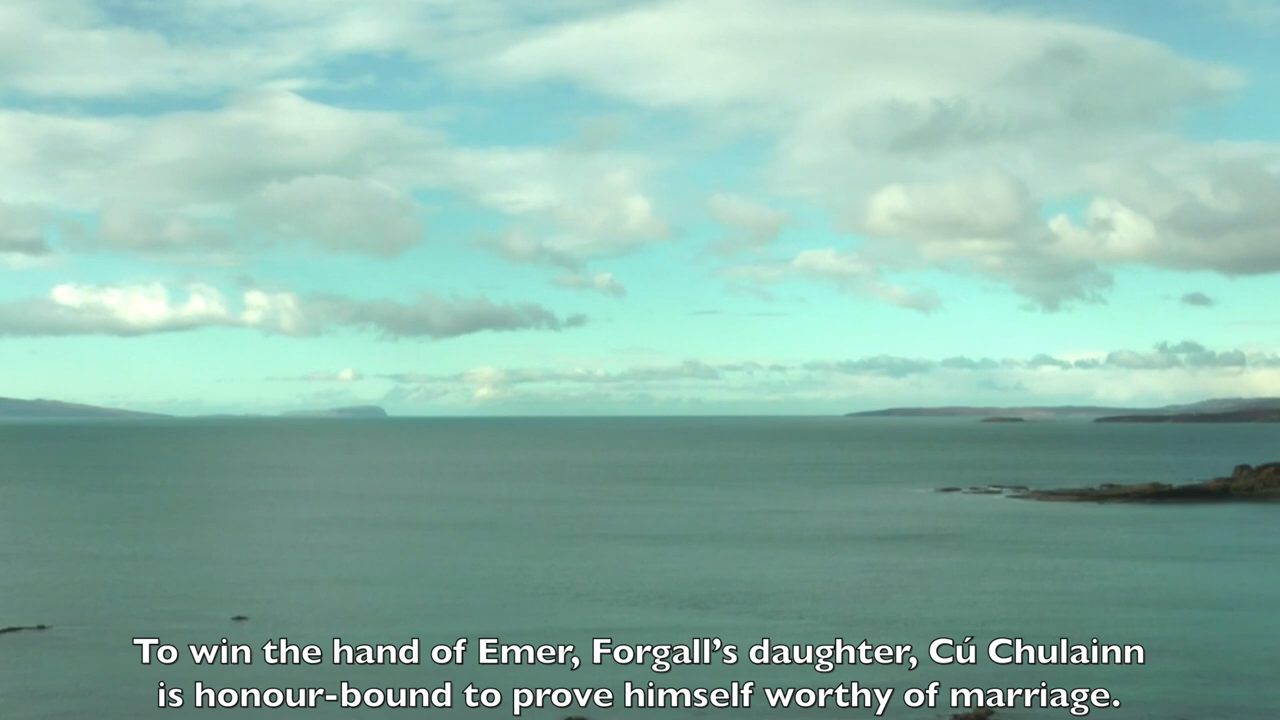 To win the hand of Emer, Forgall’s daughter, Cú Chulainn
is honour-bound to prove himself worthy of marriage.